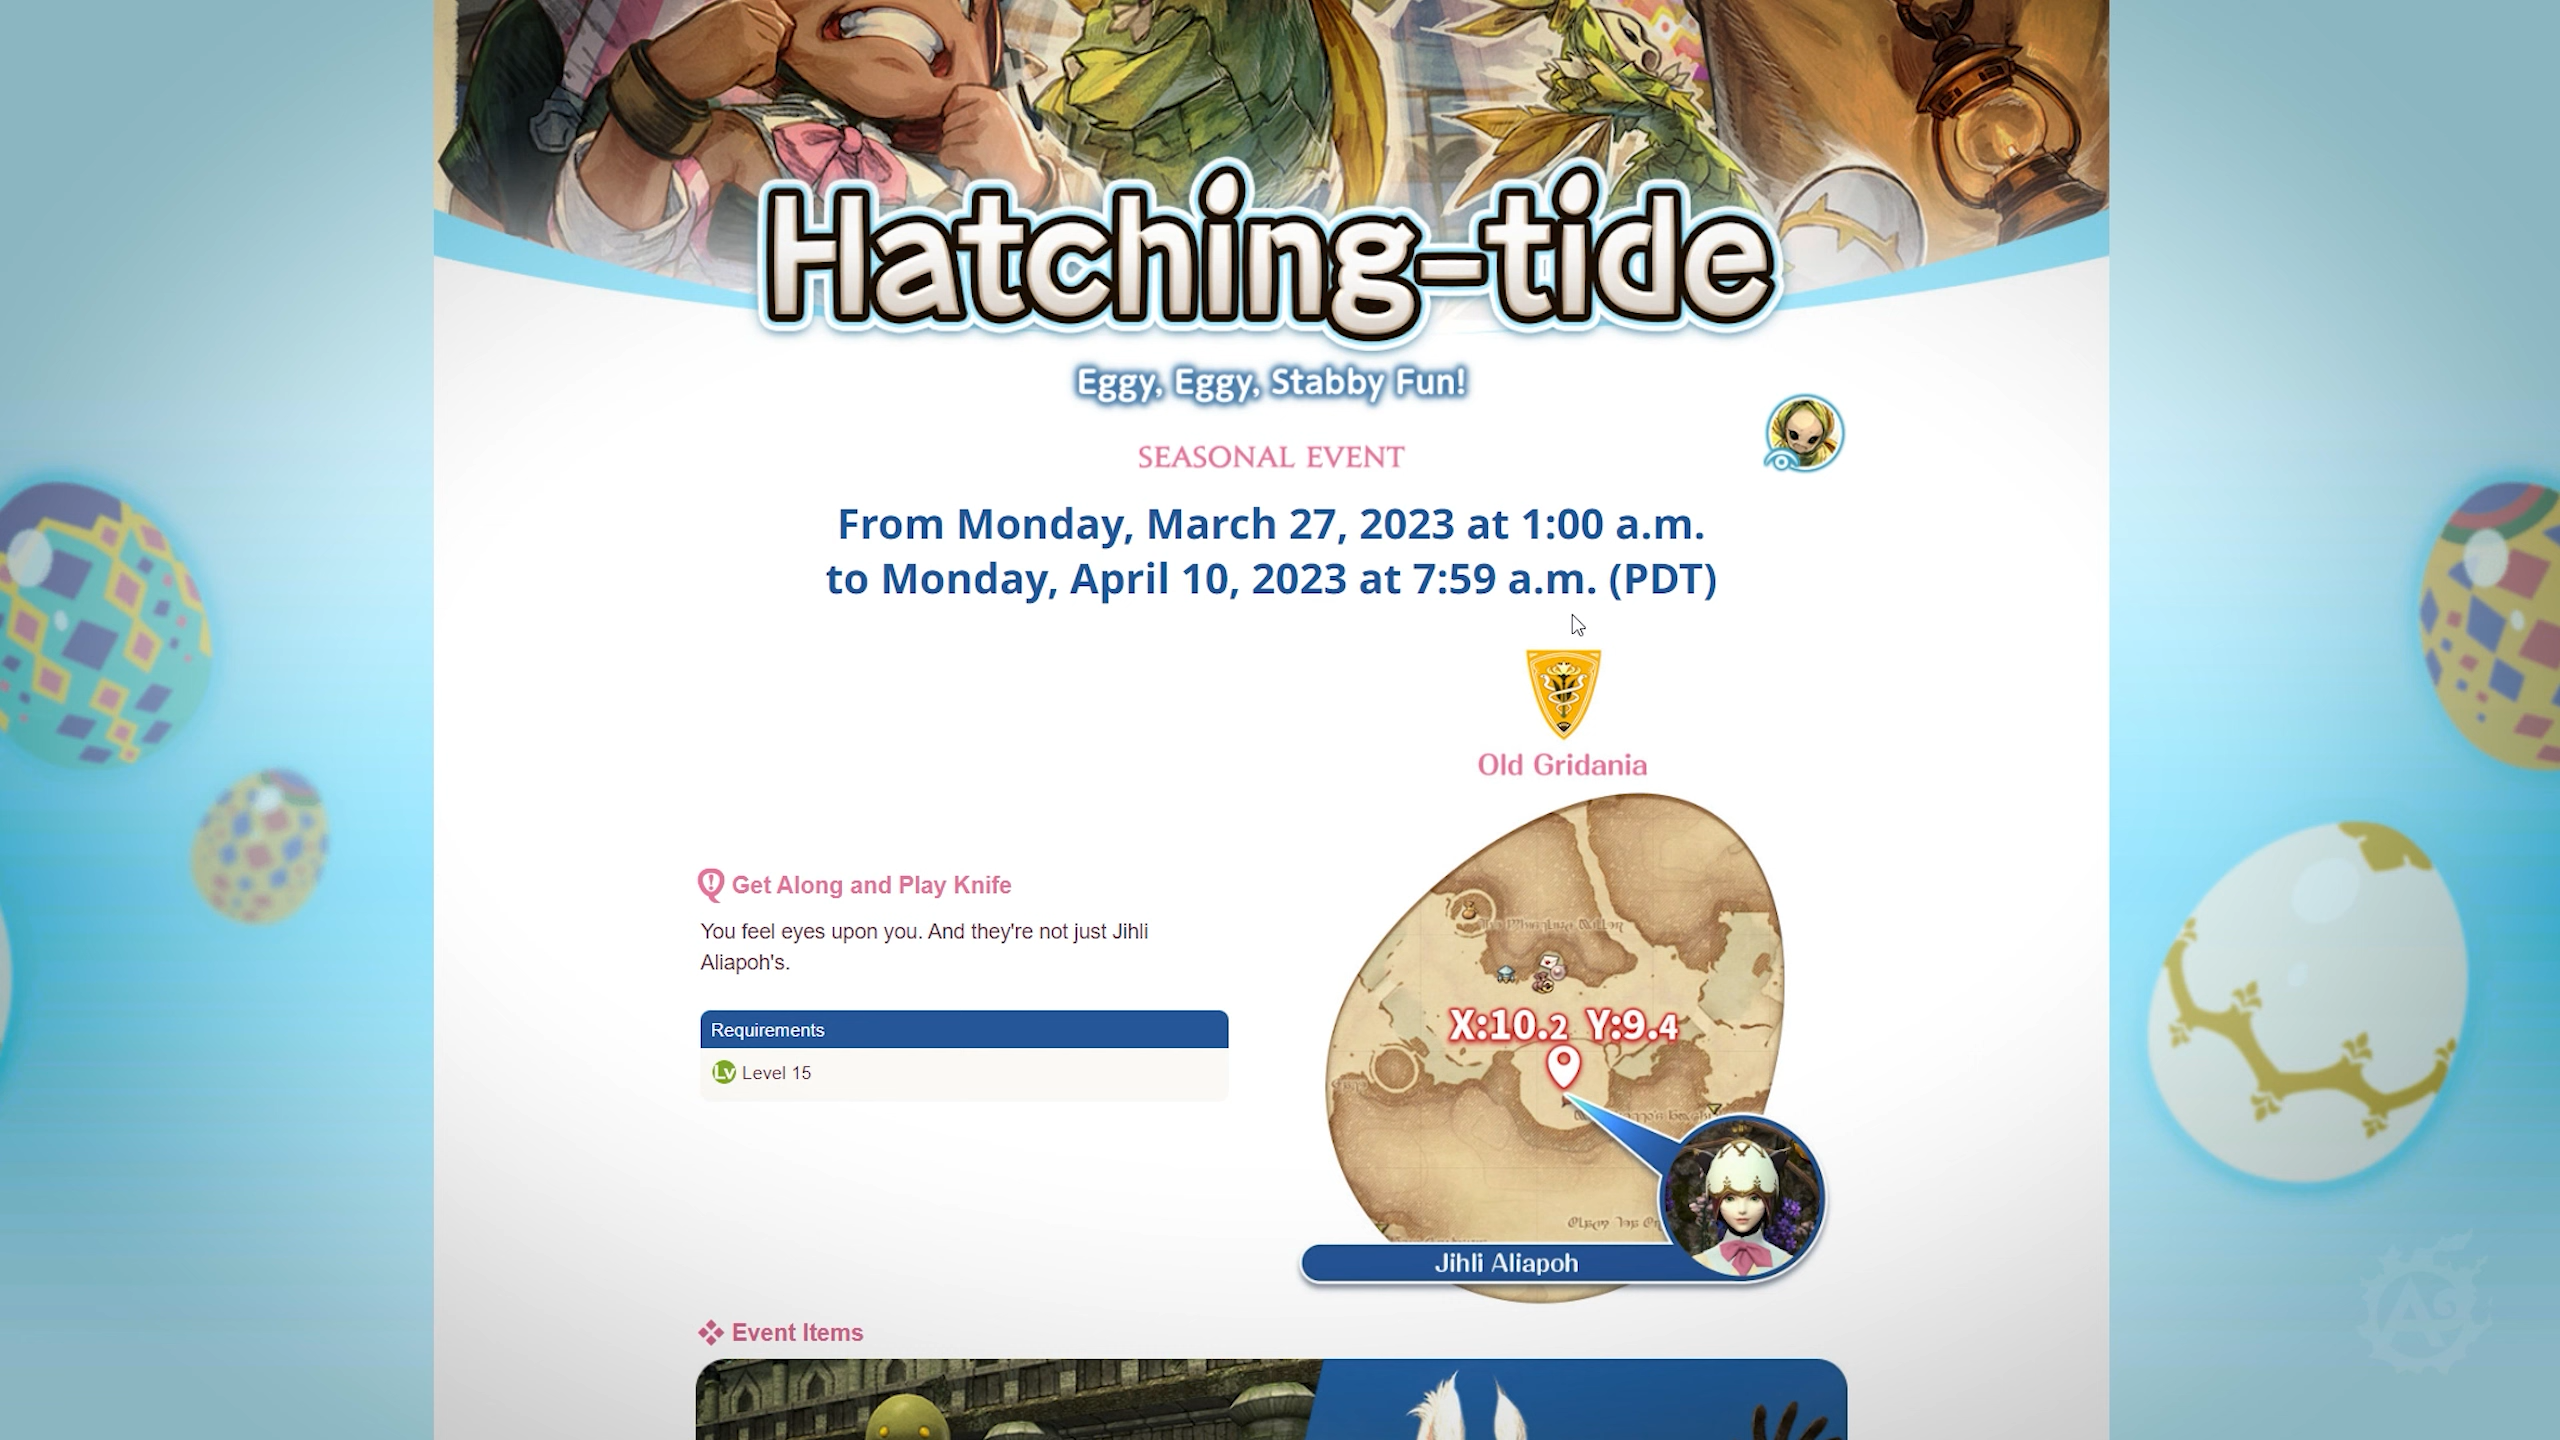 Hatching-tide
Eggy, Eggy, Stabby Fun!
SEASONAL EVENT
From Monday, March 27, 2023 at 1:00 a.m.
to Monday, April 10, 2023 at 7:59 a.m. (PDT)
Old Gridania
Get Along and Play Knife
You feel eyes upon you. And they're not just Jihli
Aliapoh's.
Requirements
Lv Level 15
X:10.2 Y:9.4
Jihli Aliapoh
Event Items